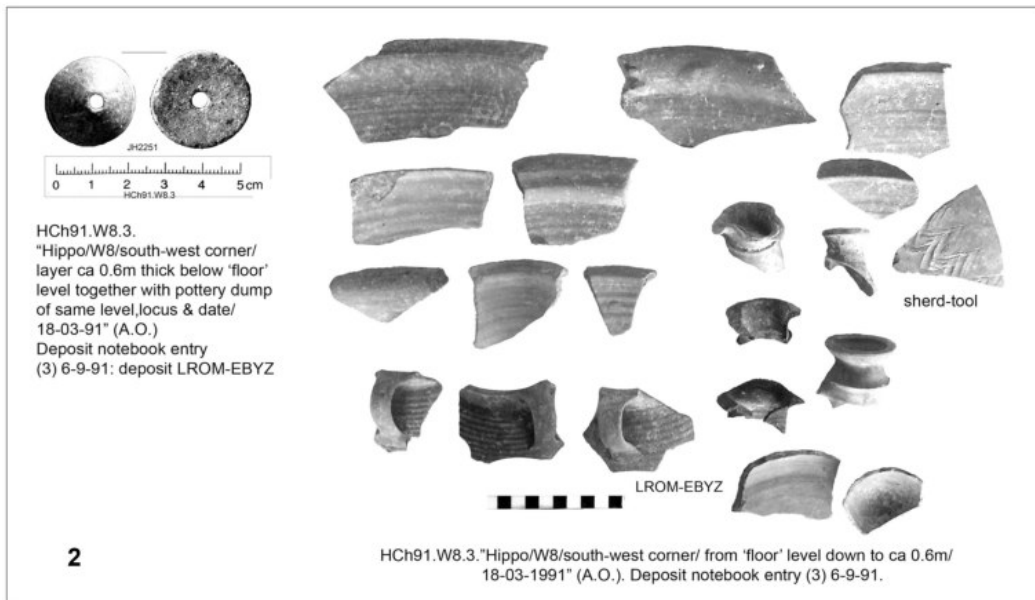 JH2251
0 1 2 3 4 5 cm
HCh91.W8.3
HCh91.W8.3.
“Hippo/W8/south-west corner/
layer ca 0.6m thick below ‘floor’
level together with pottery dump
of same level,locus & date/
18-03-91” (A.O.)
Deposit notebook entry
(3) 6-9-91: deposit LROM-EBYZ
sherd-tool
LROM-EBYZ
2
HCh91.W8.3.”Hippo/W8/south-west corner/ from ‘floor’ level down to ca 0.6m/
18-03-1991” (A.O.). Deposit notebook entry (3) 6-9-91.